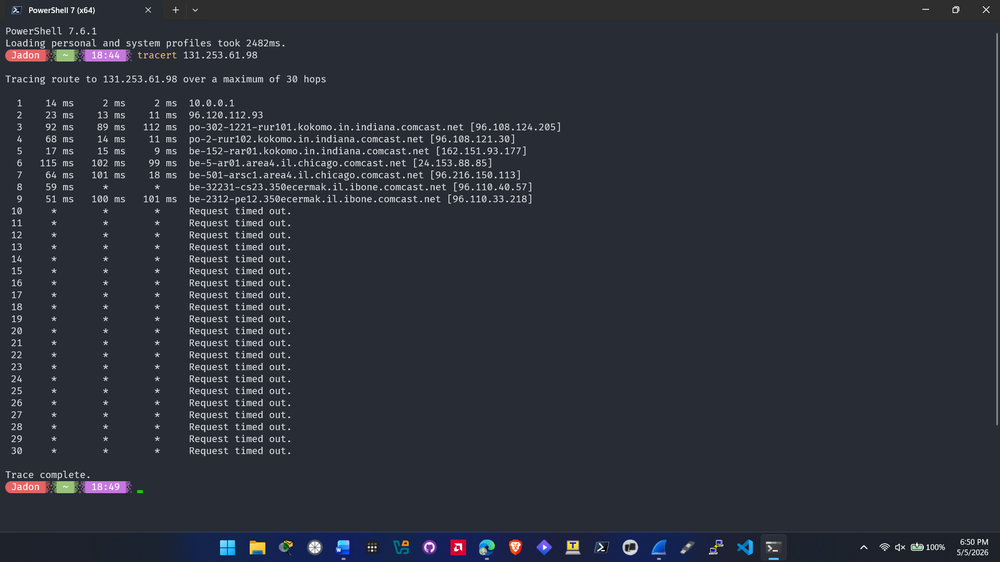 PowerShell 7 (x64)
PowerShell 7.6.1
Loading personal and system profiles took 2482ms.
Jadon ~ 18:44 tracert 131.253.61.98
Tracing route to 131.253.61.98 over a maximum of 30 hops
1 14 ms 2 ms 2 ms 10.0.0.1
2 23 ms 13 ms 11 ms 96.120.112.93
3 92 ms 89 ms 112 ms po-302-1221-rur101.kokomo.in.indiana.comcast.net [96.108.124.205]
4 68 ms 14 ms 11 ms po-2-rur102.kokomo.in.indiana.comcast.net [96.108.121.30]
5 17 ms 15 ms 9 ms be-152-rar01.kokomo.in.indiana.comcast.net [162.151.93.177]
6 115 ms 102 ms 99 ms be-5-ar01.area4.il.chicago.comcast.net [24.153.88.85]
7 64 ms 101 ms 18 ms be-501-arsc1.area4.il.chicago.comcast.net [96.216.150.113]
8 59 ms * * be-32231-cs23.350ecermak.il.ibone.comcast.net [96.110.40.57]
9 51 ms 100 ms 101 ms be-2312-pe12.350ecermak.il.ibone.comcast.net [96.110.33.218]
10 * * * Request timed out.
11 * * * Request timed out.
12 * * * Request timed out.
13 * * * Request timed out.
14 * * * Request timed out.
15 * * * Request timed out.
16 * * * Request timed out.
17 * * * Request timed out.
18 * * * Request timed out.
19 * * * Request timed out.
20 * * * Request timed out.
21 * * * Request timed out.
22 * * * Request timed out.
23 * * * Request timed out.
24 * * * Request timed out.
25 * * * Request timed out.
26 * * * Request timed out.
27 * * * Request timed out.
28 * * * Request timed out.
29 * * * Request timed out.
30 * * * Request timed out.
Trace complete.
Jadon ~ 18:49
100%
6:50 PM
5/5/2026